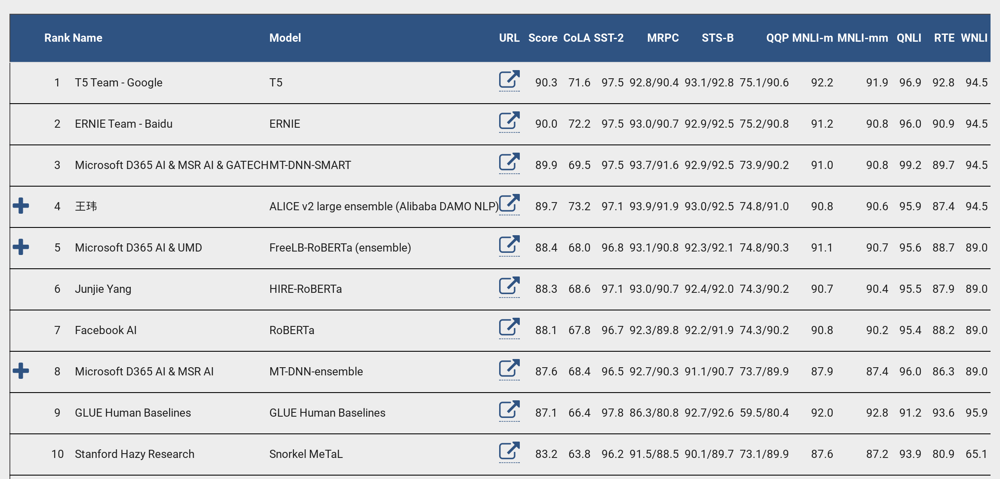 Rank Name Model URL Score CoLA SST-2 MRPC STS-B QQP MNLI-m MNLI-mm QNLI RTE WNLI
1 T5 Team - Google T5 90.3 71.6 97.5 92.8/90.4 93.1/92.8 75.1/90.6 92.2 91.9 96.9 92.8 94.5
2 ERNIE Team - Baidu ERNIE 90.0 72.2 97.5 93.0/90.7 92.9/92.5 75.2/90.8 91.2 90.8 96.0 90.9 94.5
3 Microsoft D365 AI & MSR AI & GATECH MT-DNN-SMART 89.9 69.5 97.5 93.7/91.6 92.9/92.5 73.9/90.2 91.0 90.8 99.2 89.7 94.5
4 王玮 ALICE v2 large ensemble (Alibaba DAMO NLP) 89.7 73.2 97.1 93.9/91.9 93.0/92.5 74.8/91.0 90.8 90.6 95.9 87.4 94.5
5 Microsoft D365 AI & UMD FreeLB-RoBERTa (ensemble) 88.4 68.0 96.8 93.1/90.8 92.3/92.1 74.8/90.3 91.1 90.7 95.6 88.7 89.0
6 Junjie Yang HIRE-RoBERTa 88.3 68.6 97.1 93.0/90.7 92.4/92.0 74.3/90.2 90.7 90.4 95.5 87.9 89.0
7 Facebook AI RoBERTa 88.1 67.8 96.7 92.3/89.8 92.2/91.9 74.3/90.2 90.8 90.2 95.4 88.2 89.0
8 Microsoft D365 AI & MSR AI MT-DNN-ensemble 87.6 68.4 96.5 92.7/90.3 91.1/90.7 73.7/89.9 87.9 87.4 96.0 86.3 89.0
9 GLUE Human Baselines GLUE Human Baselines 87.1 66.4 97.8 86.3/80.8 92.7/92.6 59.5/80.4 92.0 92.8 91.2 93.6 95.9
10 Stanford Hazy Research Snorkel MeTaL 83.2 63.8 96.2 91.5/88.5 90.1/89.7 73.1/89.9 87.6 87.2 93.9 80.9 65.1